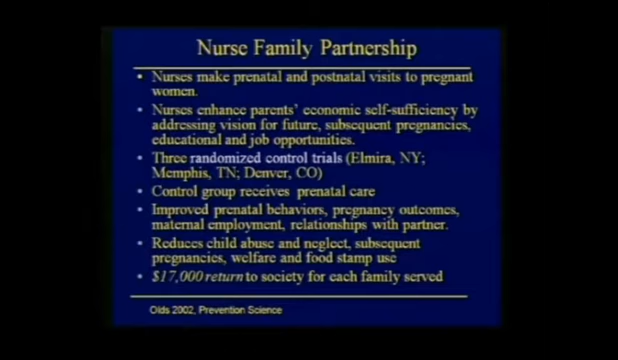 Nurse Family Partnership
• Nurses make prenatal and postnatal visits to pregnant
women.
• Nurses enhance parents' economic self-sufficiency by
addressing vision for future, subsequent pregnancies,
educational and job opportunities.
• Three randomized control trials (Elmira, NY;
Memphis, TN; Denver, CO)
• Control group receives prenatal care
• Improved prenatal behaviors, pregnancy outcomes,
maternal employment, relationships with partner.
• Reduces child abuse and neglect, subsequent
pregnancies, welfare and food stamp use
• $17,000 return to society for each family served
Olds 2002, Prevention Science